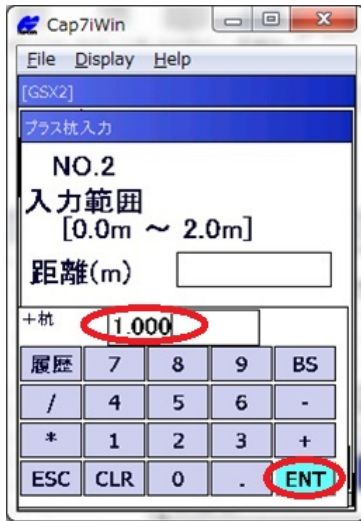 Cap7iWin
File Display Help
[GSX2]
プラス杭入力
NO.2
入力範囲
[0.0m ～ 2.0m]
距離(m)
+杭 1.000
履歴 7 8 9 BS
/ 4 5 6 -
* 1 2 3 +
ESC CLR 0 . ENT